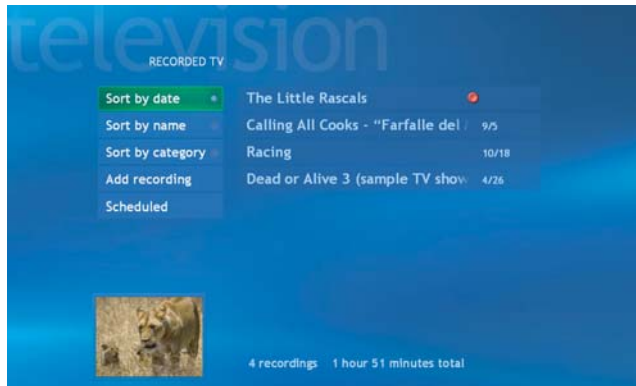 television
RECORDED TV
Sort by date
Sort by name
Sort by category
Add recording
Scheduled
The Little Rascals
Calling All Cooks - “Farfalle del
9/5
Racing
10/18
Dead or Alive 3 (sample TV show
4/26
4 recordings 1 hour 51 minutes total